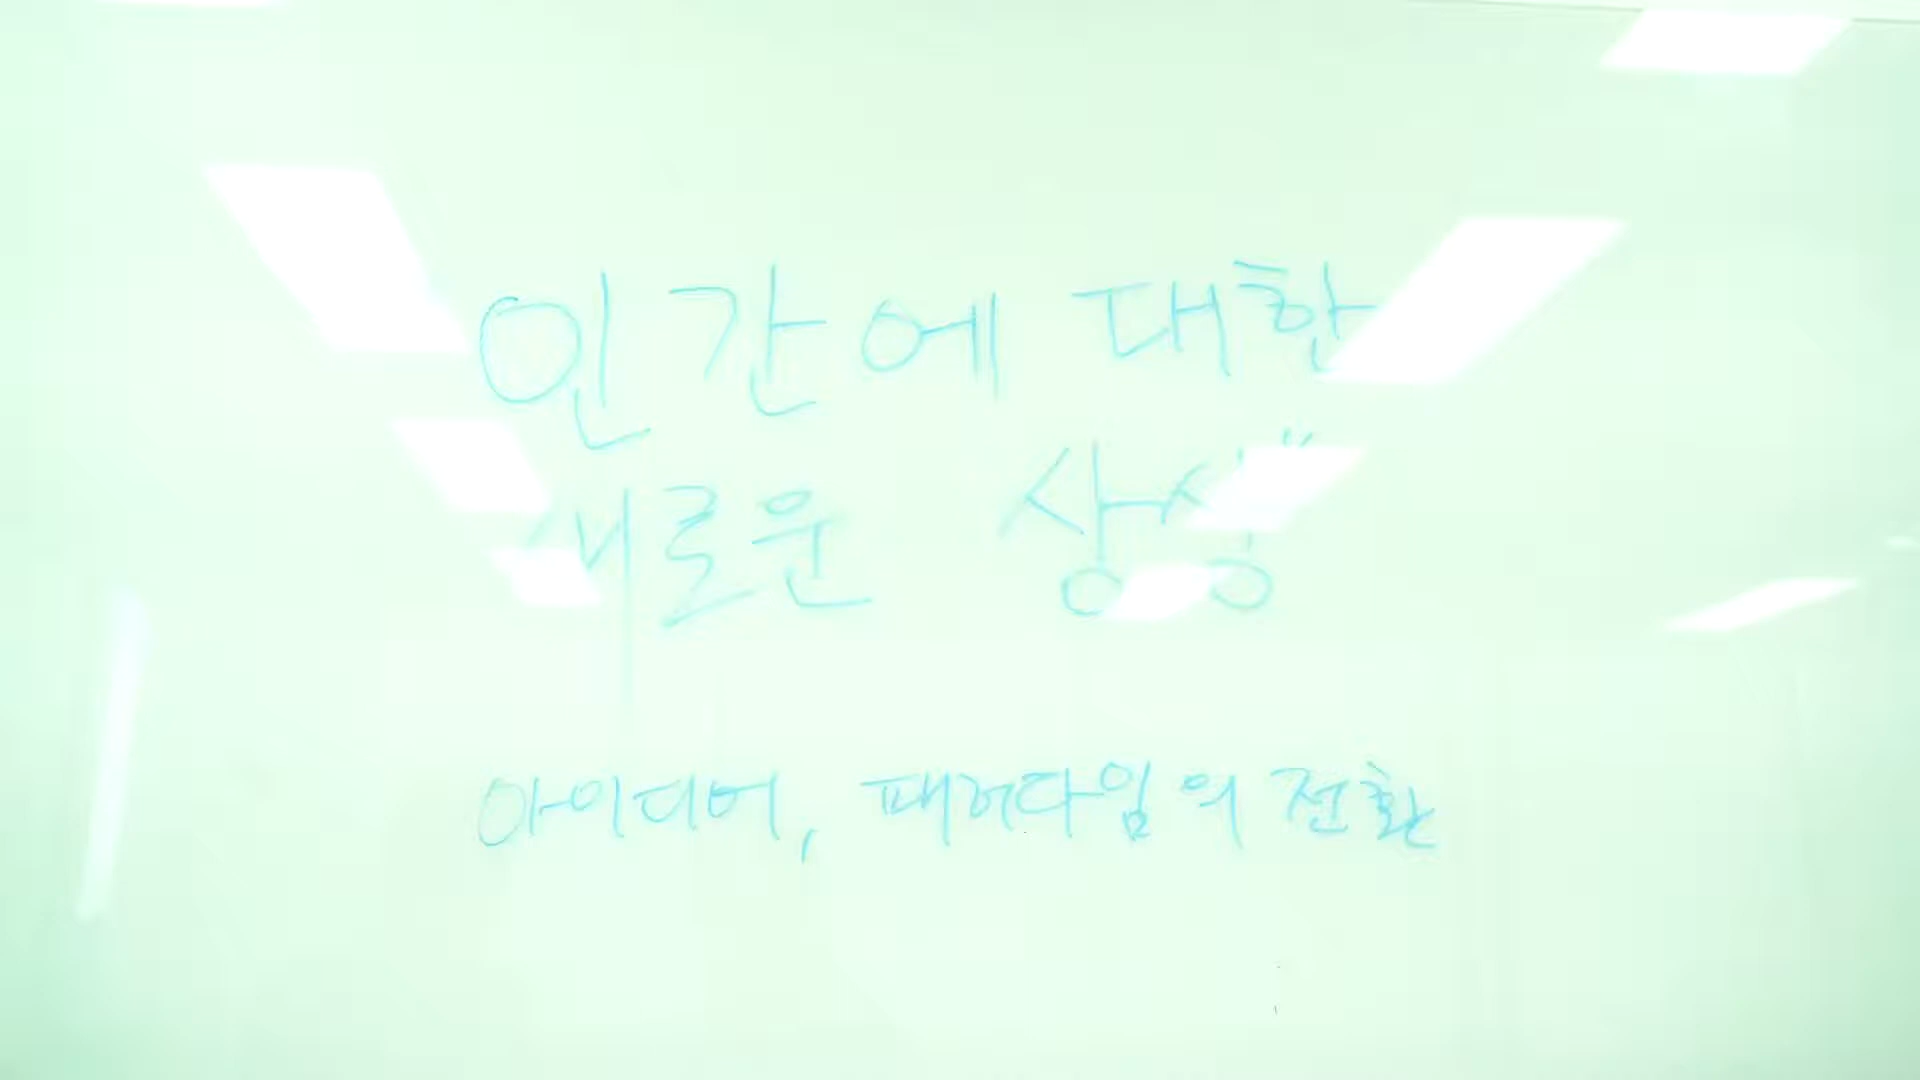 인간에 대한
새로운 상상"
아이디어, 패러다임의 전환